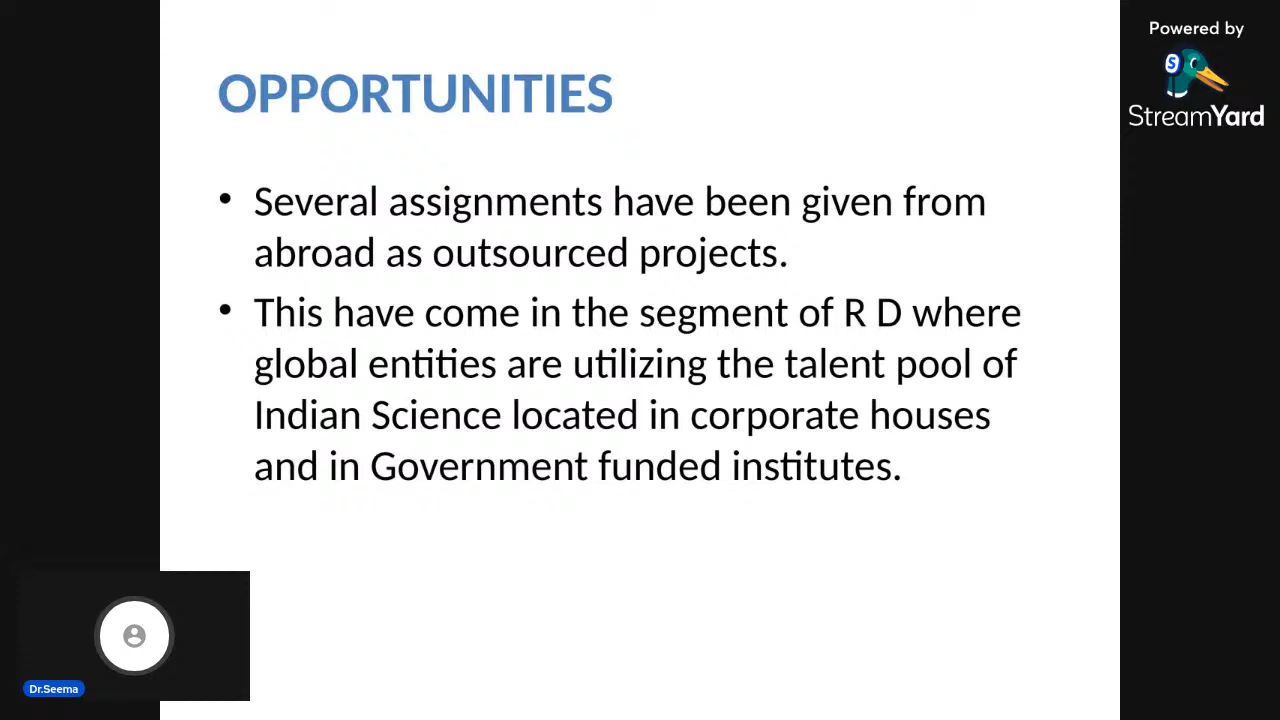 Powered by
StreamYard
OPPORTUNITIES
• Several assignments have been given from
abroad as outsourced projects.
• This have come in the segment of R D where
global entities are utilizing the talent pool of
Indian Science located in corporate houses
and in Government funded institutes.
Dr.Seema